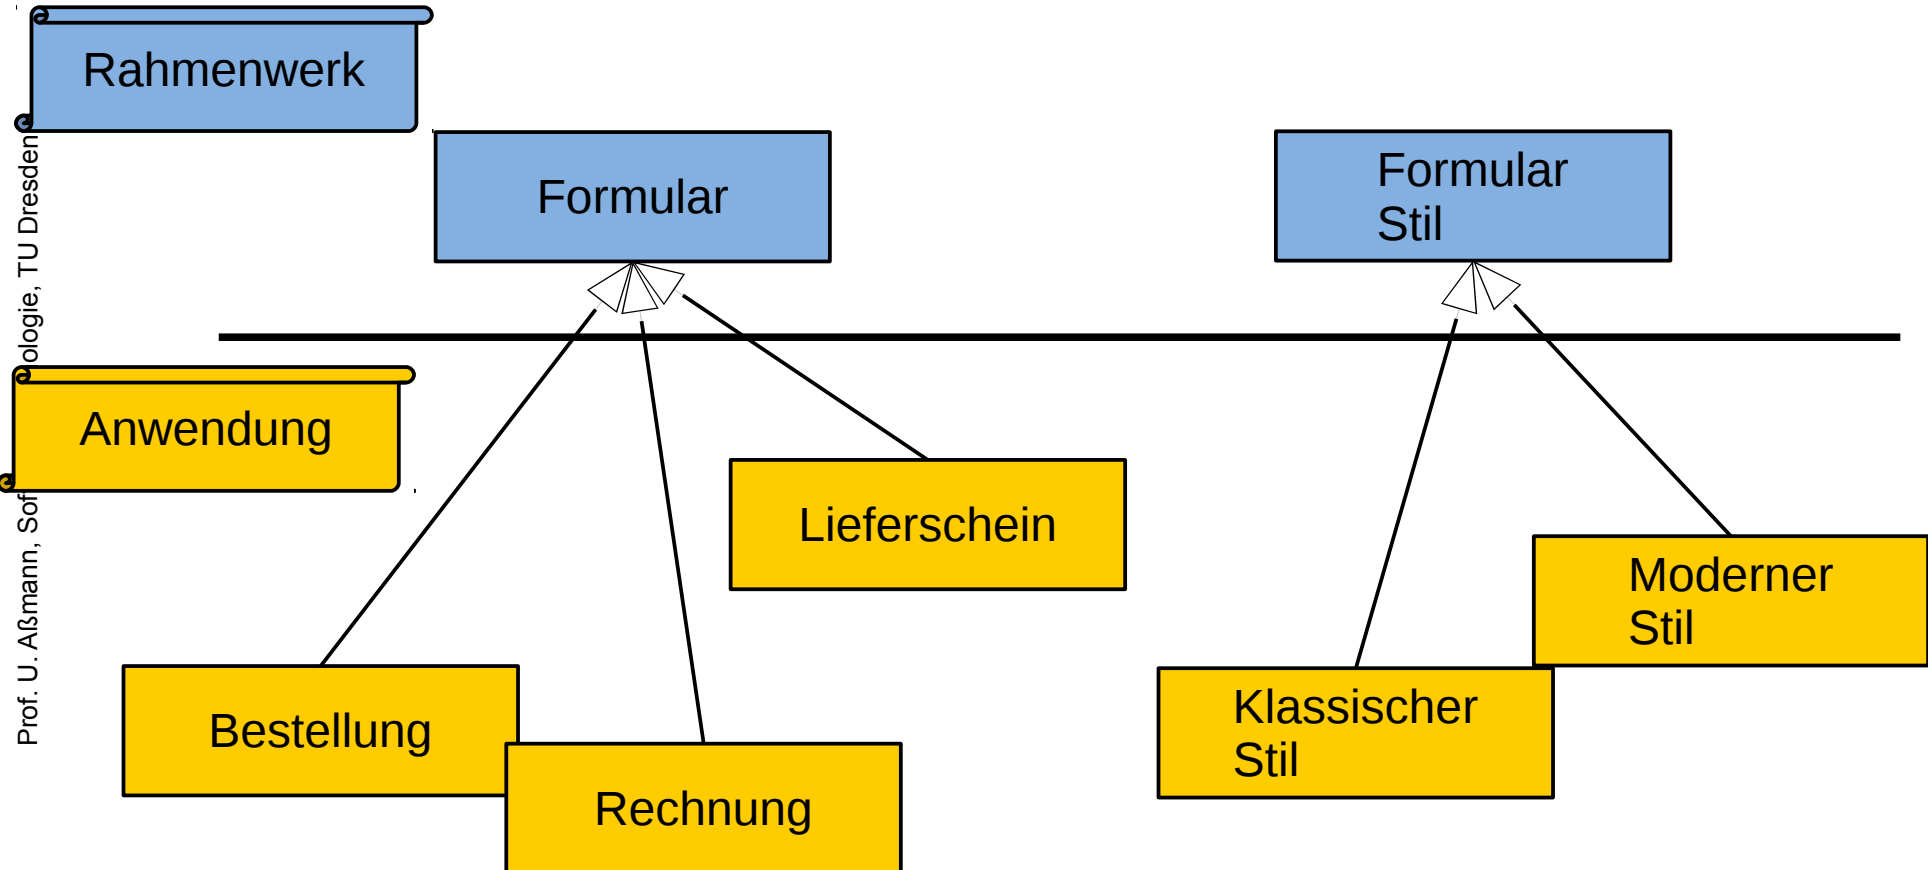 Rahmenwerk
Formular
Formular
Stil
Anwendung
Lieferschein
Moderner
Stil
Bestellung
Klassischer
Stil
Rechnung
Prof. U. Aßmann, Sof ologie, TU Dresden